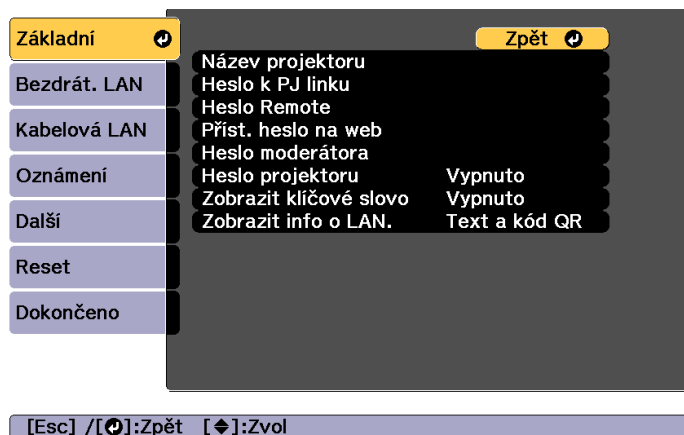 Základní
Bezdrát. LAN
Kabelová LAN
Oznámení
Další
Reset
Dokončeno
Zpět
Název projektoru
Heslo k PJ linku
Heslo Remote
Příst. heslo na web
Heslo moderátora
Heslo projektoru Vypnuto
Zobrazit klíčové slovo Vypnuto
Zobrazit info o LAN. Text a kód QR
[Esc] /[↵]:Zpět [◆]:Zvol